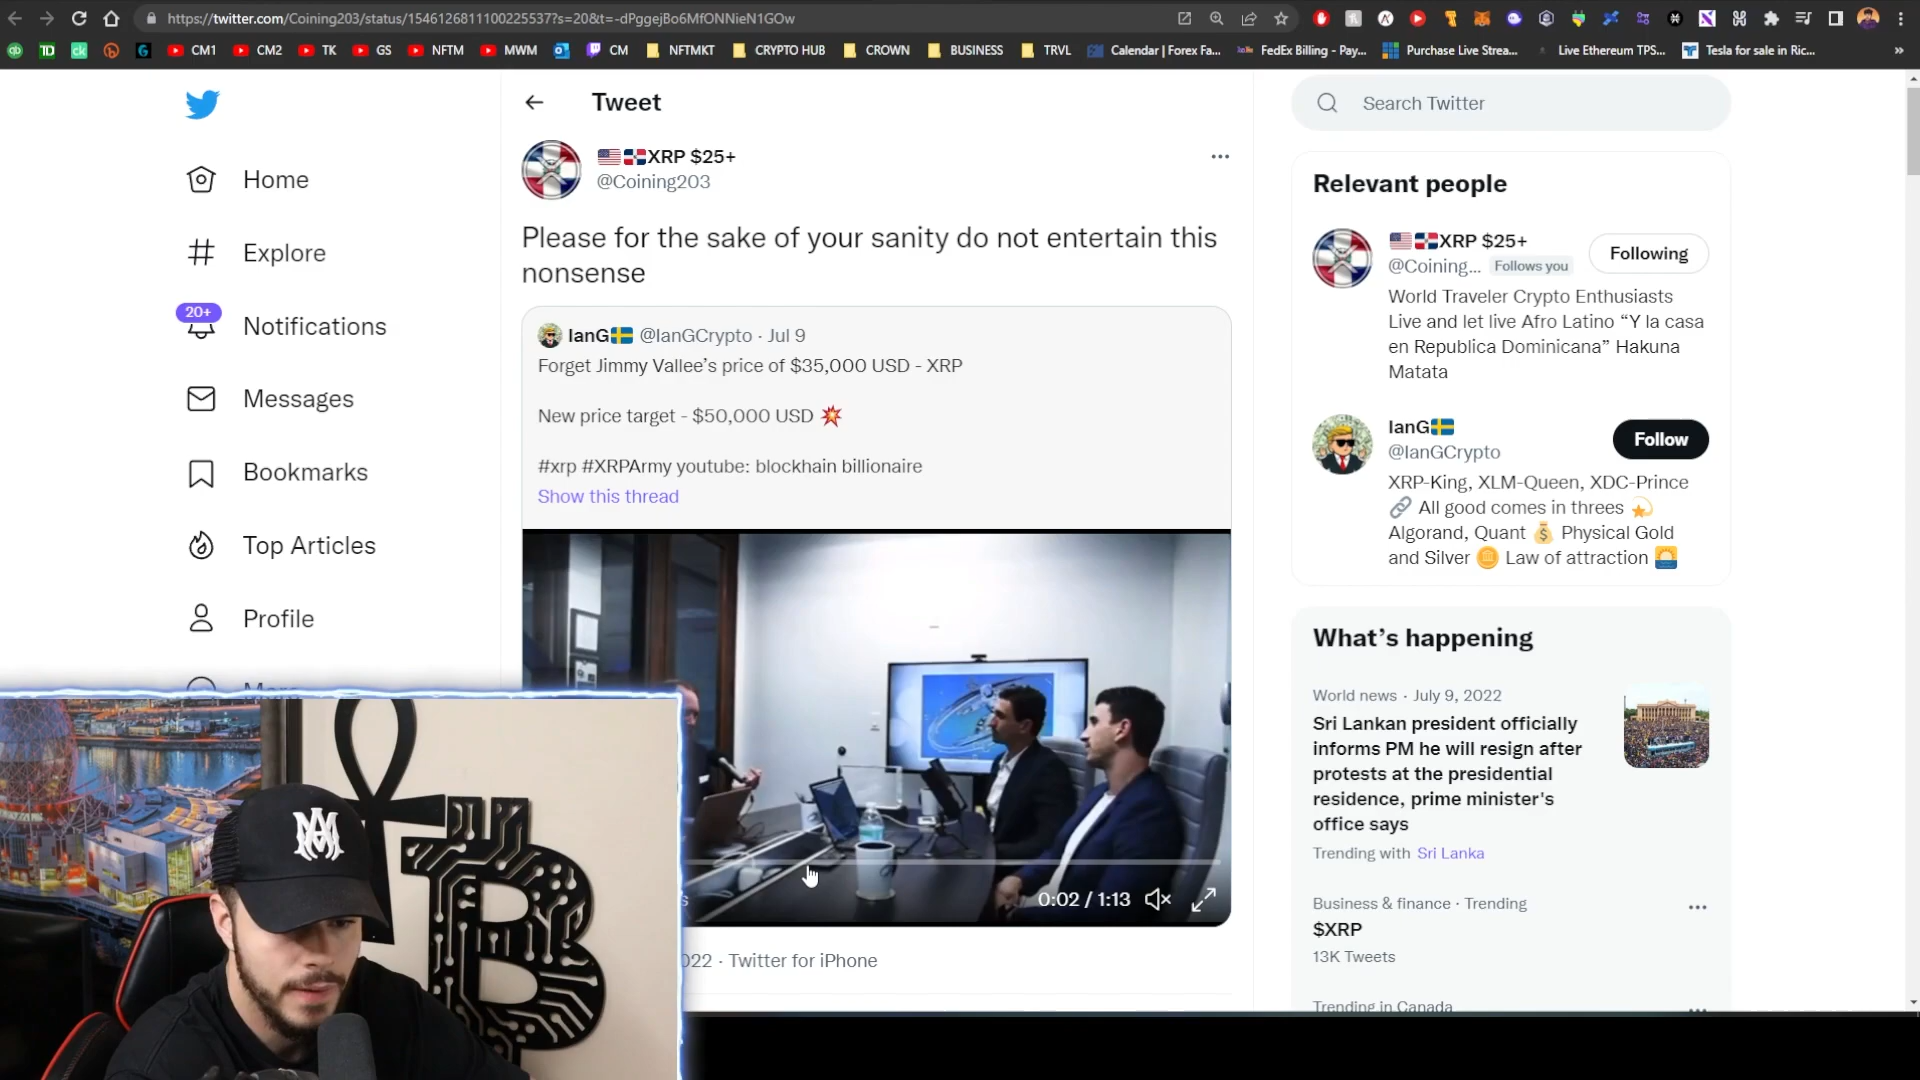 https://twitter.com/Coining203/status/1546126811100225537?s=20&t=-dPggejBo6MfONNieN1GOw
TD
ck
CM1
CM2
TK
GS
NFTM
MWM
CM
NFTMKT
CRYPTO HUB
CROWN
BUSINESS
TRVL
Calendar | Forex Fa...
FedEx Billing - Pay...
Purchase Live Strea...
Live Ethereum TPS...
Tesla for sale in Ric...
Home
Explore
20+
Notifications
Messages
Bookmarks
Top Articles
Profile
Tweet
XRP $25+
@Coining203
Please for the sake of your sanity do not entertain this
nonsense
IanG @IanGCrypto · Jul 9
Forget Jimmy Vallee’s price of $35,000 USD - XRP
New price target - $50,000 USD
#xrp #XRPArmy youtube: blockhain billionaire
Show this thread
0:02 / 1:13
022 · Twitter for iPhone
Search Twitter
Relevant people
XRP $25+
@Coining... Follows you
Following
World Traveler Crypto Enthusiasts
Live and let live Afro Latino “Y la casa
en Republica Dominicana” Hakuna
Matata
IanG
@IanGCrypto
Follow
XRP-King, XLM-Queen, XDC-Prince
All good comes in threes
Algorand, Quant Physical Gold
and Silver Law of attraction
What’s happening
World news · July 9, 2022
Sri Lankan president officially
informs PM he will resign after
protests at the presidential
residence, prime minister's
office says
Trending with Sri Lanka
Business & finance · Trending
$XRP
13K Tweets
Trending in Canada